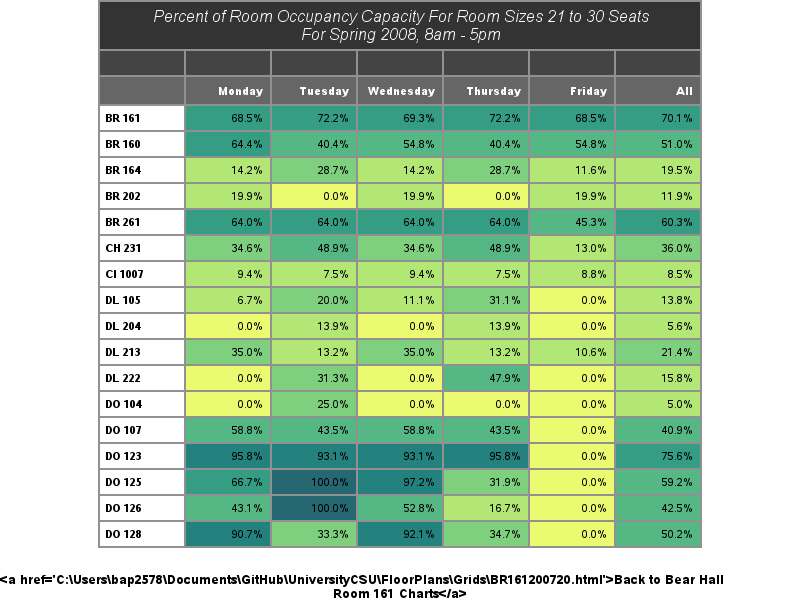 Percent of Room Occupancy Capacity For Room Sizes 21 to 30 Seats
For Spring 2008, 8am - 5pm
Monday Tuesday Wednesday Thursday Friday All
BR 161 68.5% 72.2% 69.3% 72.2% 68.5% 70.1%
BR 160 64.4% 40.4% 54.8% 40.4% 54.8% 51.0%
BR 164 14.2% 28.7% 14.2% 28.7% 11.6% 19.5%
BR 202 19.9% 0.0% 19.9% 0.0% 19.9% 11.9%
BR 261 64.0% 64.0% 64.0% 64.0% 45.3% 60.3%
CH 231 34.6% 48.9% 34.6% 48.9% 13.0% 36.0%
CI 1007 9.4% 7.5% 9.4% 7.5% 8.8% 8.5%
DL 105 6.7% 20.0% 11.1% 31.1% 0.0% 13.8%
DL 204 0.0% 13.9% 0.0% 13.9% 0.0% 5.6%
DL 213 35.0% 13.2% 35.0% 13.2% 10.6% 21.4%
DL 222 0.0% 31.3% 0.0% 47.9% 0.0% 15.8%
DO 104 0.0% 25.0% 0.0% 0.0% 0.0% 5.0%
DO 107 58.8% 43.5% 58.8% 43.5% 0.0% 40.9%
DO 123 95.8% 93.1% 93.1% 95.8% 0.0% 75.6%
DO 125 66.7% 100.0% 97.2% 31.9% 0.0% 59.2%
DO 126 43.1% 100.0% 52.8% 16.7% 0.0% 42.5%
DO 128 90.7% 33.3% 92.1% 34.7% 0.0% 50.2%
<a href='C:\Users\bap2578\Documents\GitHub\UniversityCSU\FloorPlans\Grids\BR161200720.html'>Back to Bear Hall
Room 161 Charts</a>